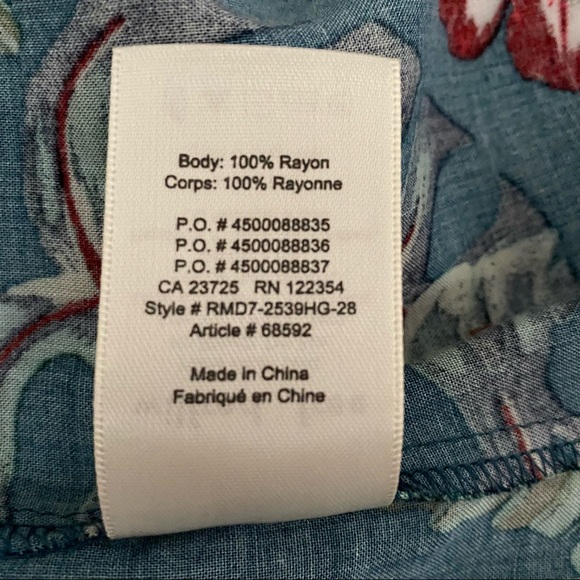 Body: 100% Rayon
Corps: 100% Rayonne
P.O. # 4500088835
P.O. # 4500088836
P.O. # 4500088837
CA 23725 RN 122354
Style # RMD7-2539HG-28
Article # 68592
Made in China
Fabriqué en Chine